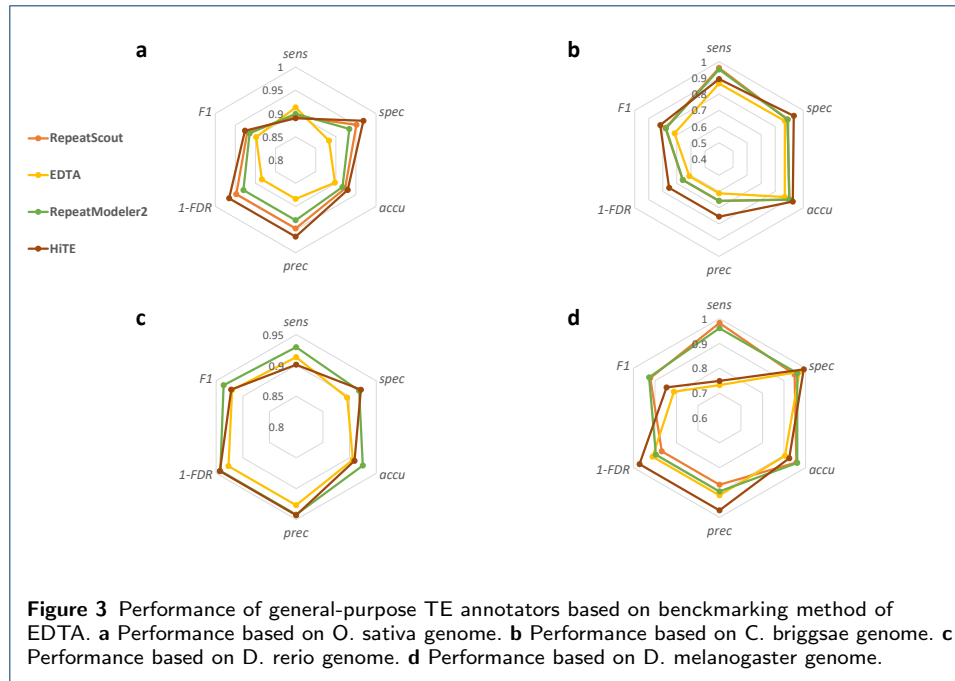 a
sens
1
0.95
0.9
0.85
0.8
F1
spec
1-FDR
accu
prec
RepeatScout
EDTA
RepeatModeler2
HiTE
b
sens
1
0.9
0.8
0.7
0.6
0.5
0.4
F1
spec
1-FDR
accu
prec
c
sens
0.95
0.9
0.85
0.8
F1
spec
1-FDR
accu
prec
d
sens
1
0.9
0.8
0.7
0.6
F1
spec
1-FDR
accu
prec
Figure 3 Performance of general-purpose TE annotators based on benckmarking method of
EDTA. a Performance based on O. sativa genome. b Performance based on C. briggsae genome. c
Performance based on D. rerio genome. d Performance based on D. melanogaster genome.